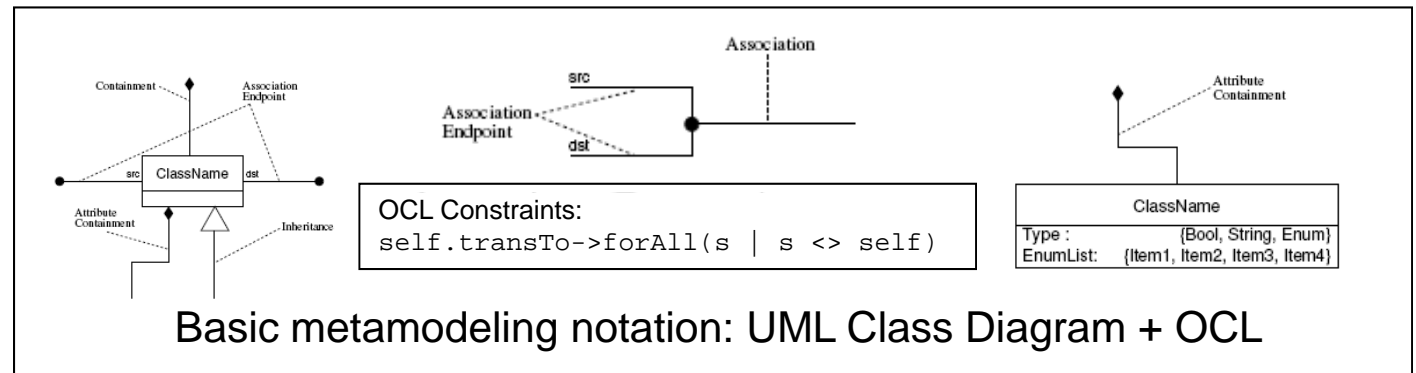 Containment
Association
Endpoint
src
ClassName
dst
Attribute
Containment
Inheritance
Association
src
Association
Endpoint
dst
OCL Constraints:
self.transTo->forAll(s | s <> self)
Attribute
Containment
ClassName
Type : {Bool, String, Enum}
EnumList: {Item1, Item2, Item3, Item4}
Basic metamodeling notation: UML Class Diagram + OCL